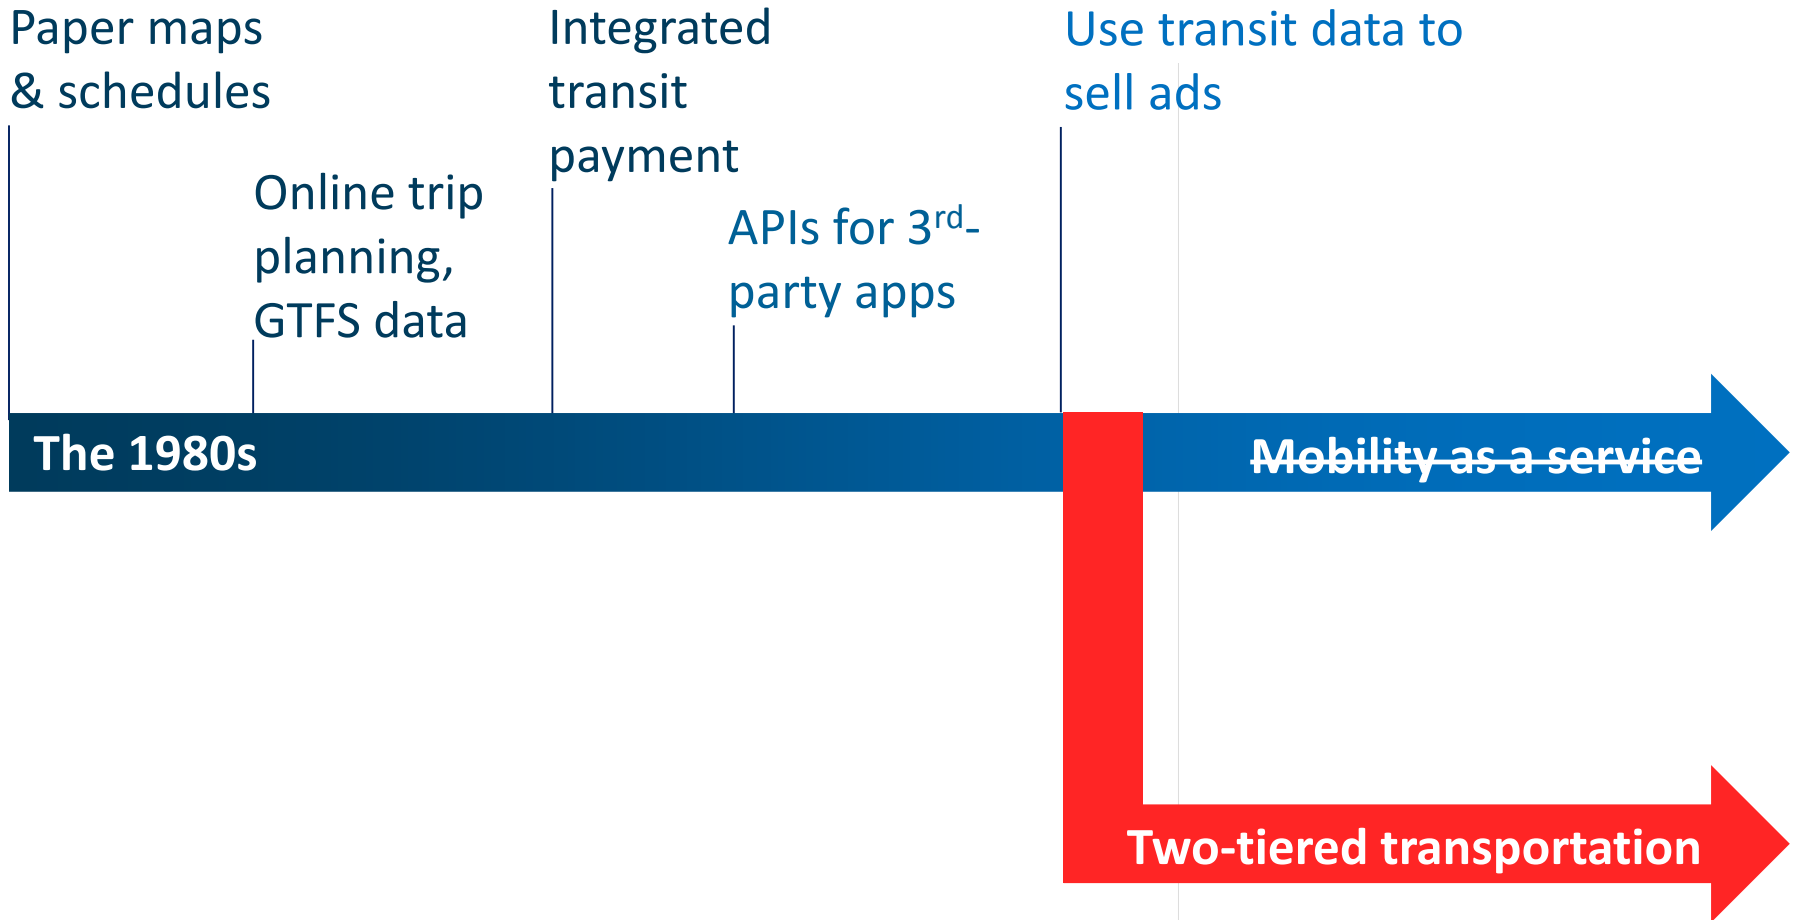 Paper maps
& schedules
Online trip
planning,
GTFS data
Integrated
transit
payment
APIs for 3rd-
party apps
Use transit data to
sell ads
The 1980s
Mobility as a service
Two-tiered transportation